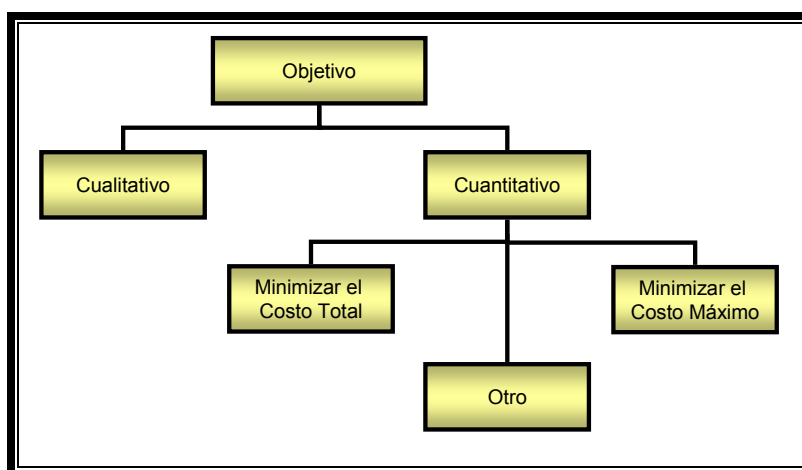 Objetivo
Cualitativo
Cuantitativo
Minimizar el
Costo Total
Minimizar el
Costo Máximo
Otro